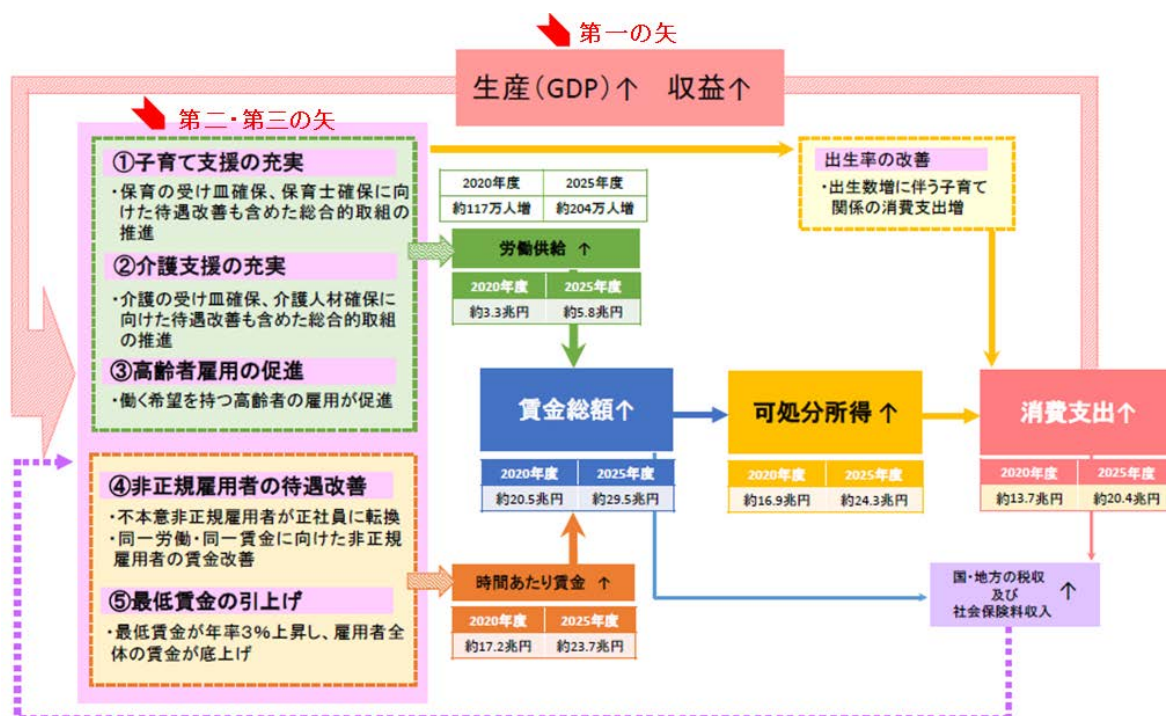 第一の矢
生産(GDP)↑ 収益↑
第二・第三の矢
①子育て支援の充実
・保育の受け皿確保、保育士確保に向
けた待遇改善も含めた総合的取組の
推進
②介護支援の充実
・介護の受け皿確保、介護人材確保に
向けた待遇改善も含めた総合的取組
の推進
③高齢者雇用の促進
・働く希望を持つ高齢者の雇用が促進
④非正規雇用者の待遇改善
・不本意非正規雇用者が正社員に転換
・同一労働・同一賃金に向けた非正規
雇用者の賃金改善
⑤最低賃金の引上げ
・最低賃金が年率3%上昇し、雇用者全
体の賃金が底上げ
2020年度 2025年度
約117万人増 約204万人増
労働供給 ↑
2020年度 2025年度
約3.3兆円 約5.8兆円
賃金総額↑
2020年度 2025年度
約20.5兆円 約29.5兆円
時間あたり賃金 ↑
2020年度 2025年度
約17.2兆円 約23.7兆円
可処分所得 ↑
2020年度 2025年度
約16.9兆円 約24.3兆円
出生率の改善
・出生数増に伴う子育て
関係の消費支出増
消費支出↑
2020年度 2025年度
約13.7兆円 約20.4兆円
国・地方の税収
及び
社会保険料収入
↑